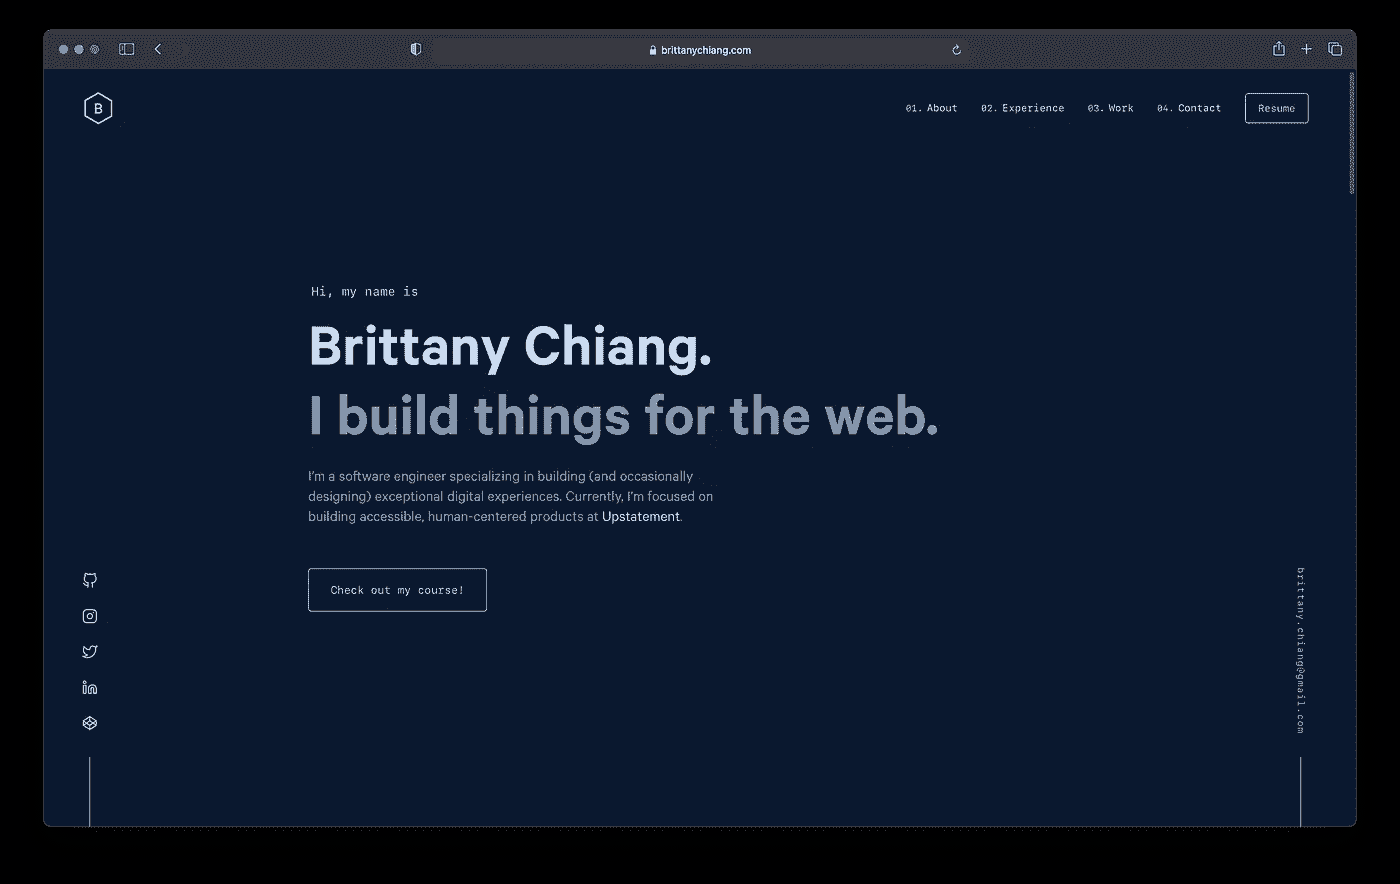 brittanychiang.com
B
01. About 02. Experience 03. Work 04. Contact Resume
Hi, my name is
Brittany Chiang.
I build things for the web.
I'm a software engineer specializing in building (and occasionally
designing) exceptional digital experiences. Currently, I'm focused on
building accessible, human-centered products at Upstatement.
Check out my course!
brittany.chiang@gmail.com